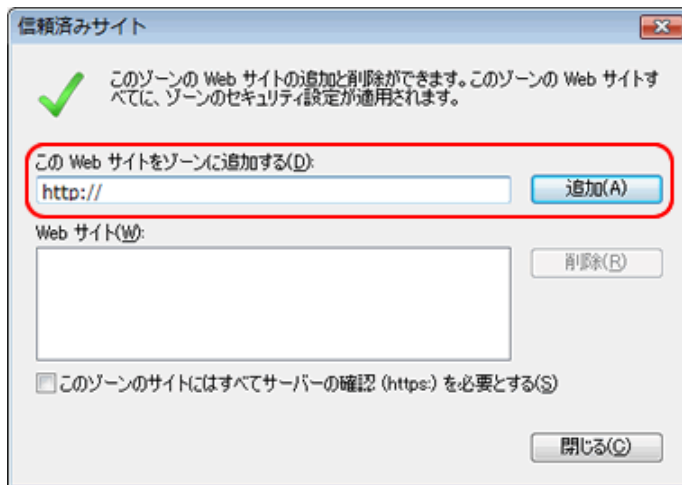 信頼済みサイト
このゾーンの Web サイトの追加と削除ができます。このゾーンの Web サイトす
べてに、ゾーンのセキュリティ設定が適用されます。
この Web サイトをゾーンに追加する(D):
http://
追加(A)
Web サイト(W):
削除(R)
このゾーンのサイトにはすべてサーバーの確認 (https:) を必要とする(S)
閉じる(C)